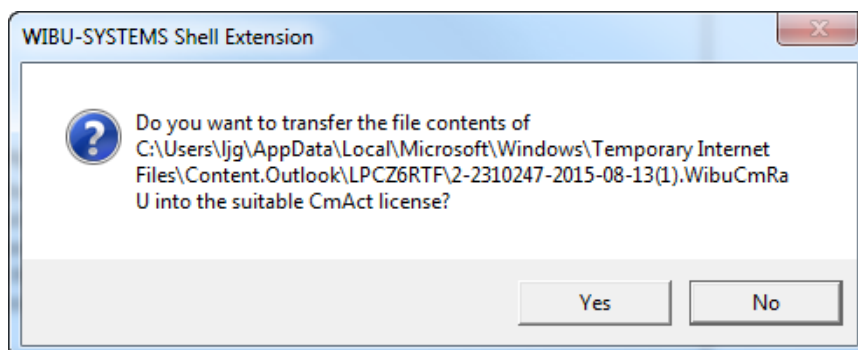 WIBU-SYSTEMS Shell Extension
Do you want to transfer the file contents of
C:\Users\ljg\AppData\Local\Microsoft\Windows\Temporary Internet
Files\Content.Outlook\LPCZ6RTF\2-2310247-2015-08-13(1).WibuCmRa
U into the suitable CmAct license?
Yes No